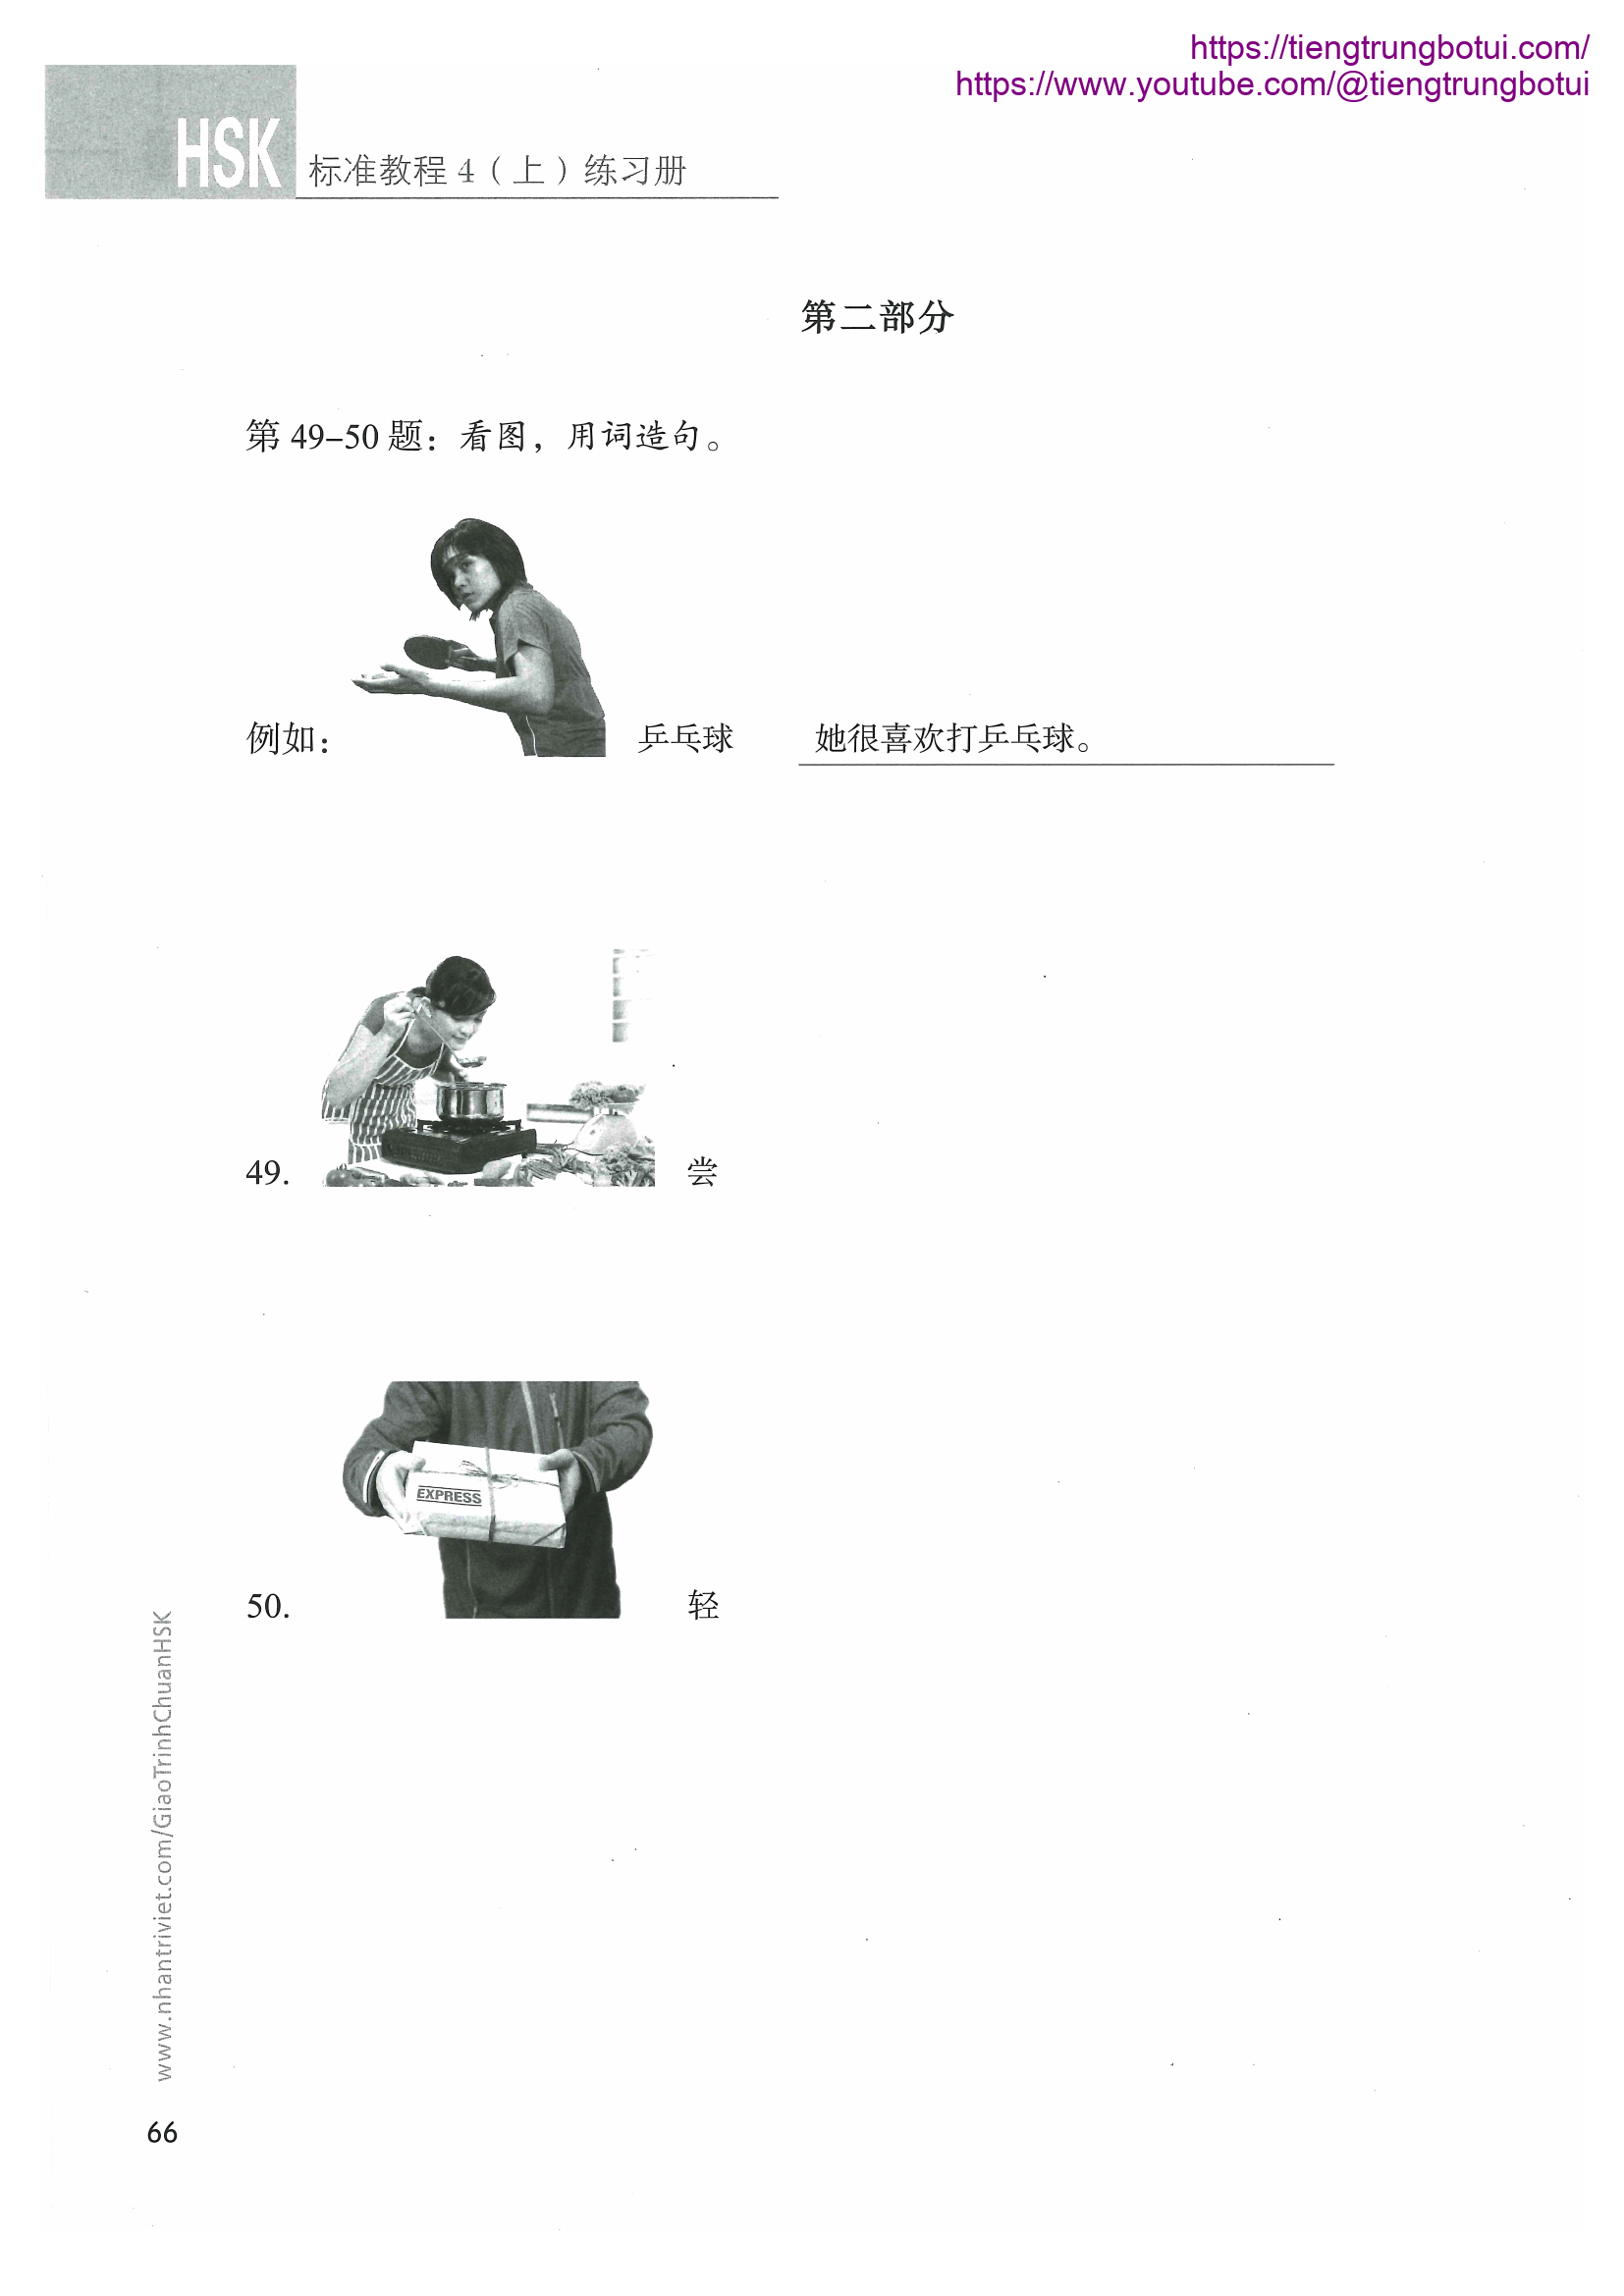 https://tiengtrungbotui.com/
https://www.youtube.com/@tiengtrungbotui
HSK 标准教程 4（上）练习册
第二部分
第 49–50 题：看图，用词造句。
例如： 乒乓球 她很喜欢打乒乓球。
49. 尝
EXPRESS
50. 轻
www.nhantriviet.com/GiaoTrinhChuanHSK
66